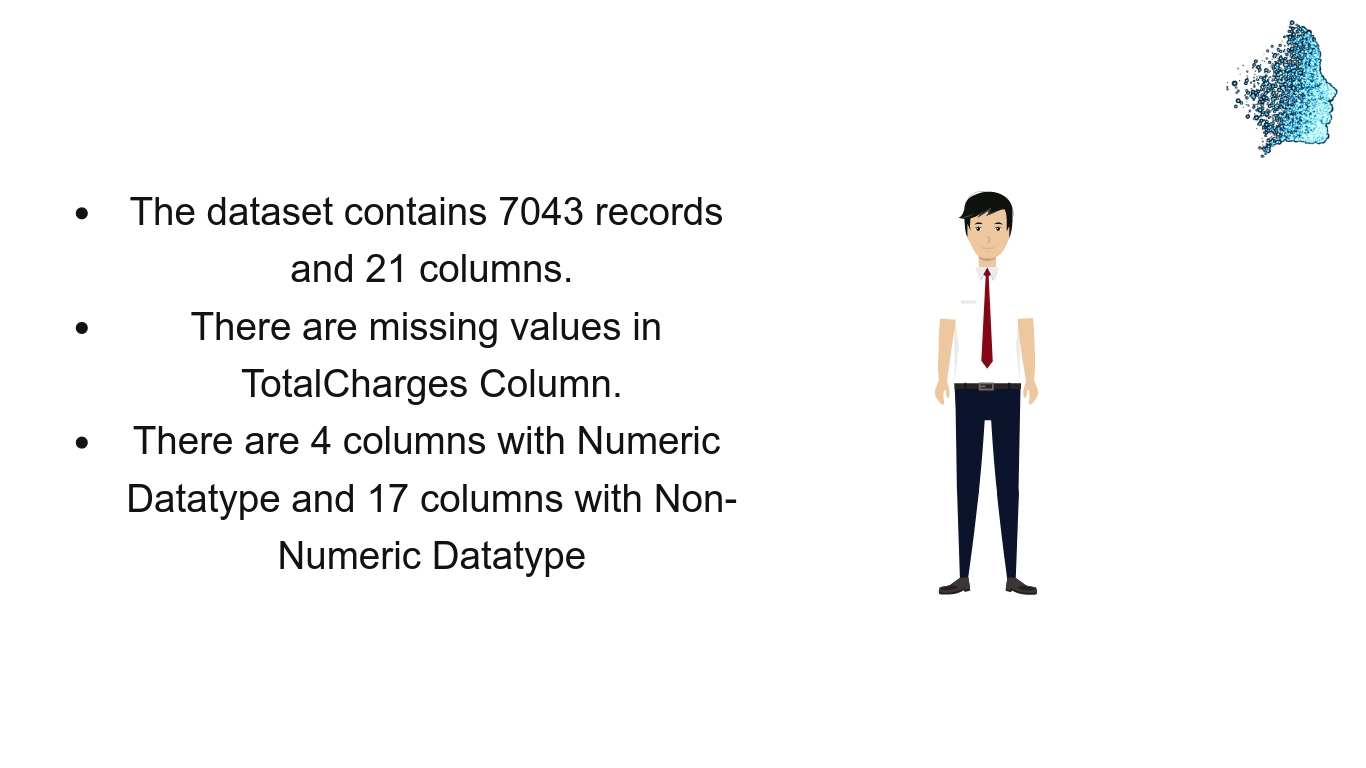 • The dataset contains 7043 records
and 21 columns.
• There are missing values in
TotalCharges Column.
• There are 4 columns with Numeric
Datatype and 17 columns with Non-
Numeric Datatype